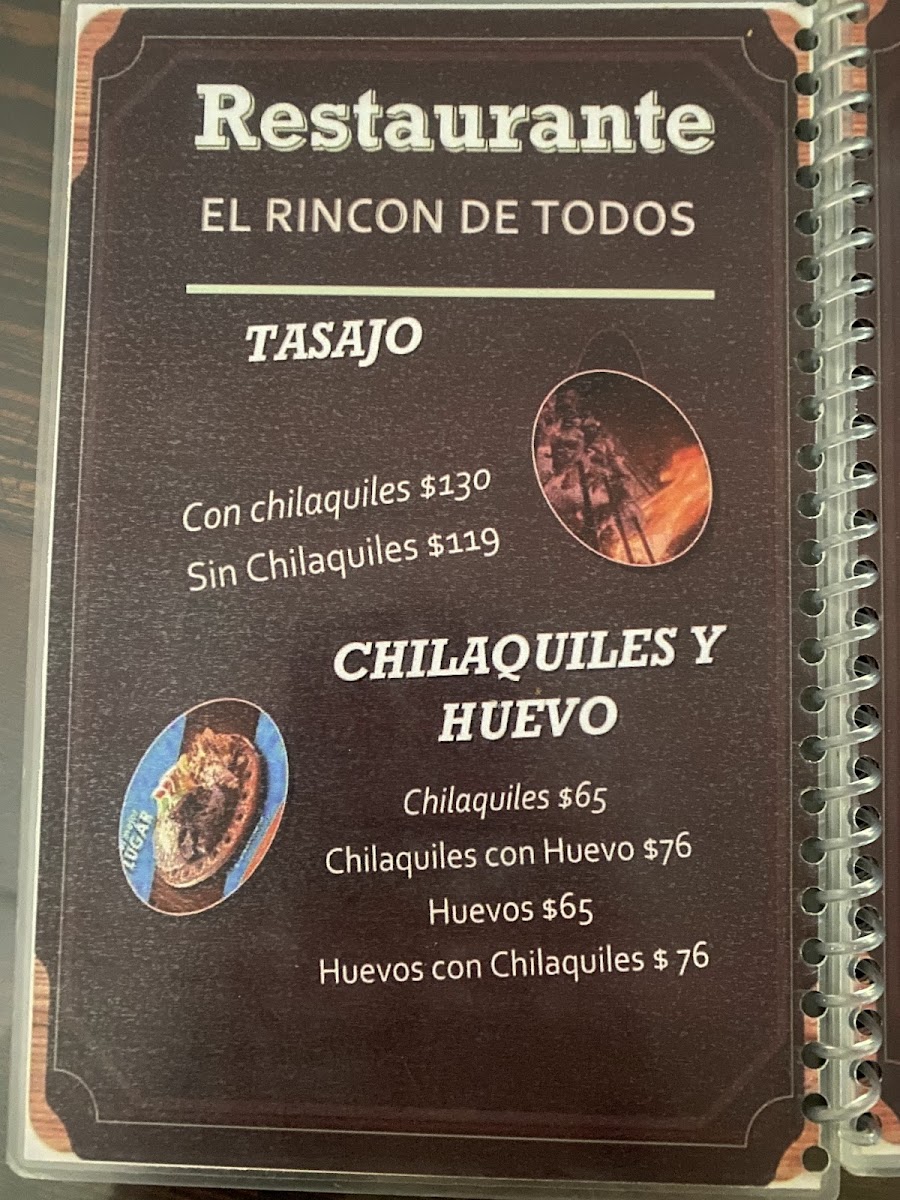 Restaurante
EL RINCON DE TODOS
TASAJO
Con chilaquiles $130
Sin Chilaquiles $119
CHILAQUILES Y
HUEVO
Chilaquiles $65
Chilaquiles con Huevo $76
Huevos $65
Huevos con Chilaquiles $ 76
LUGAR